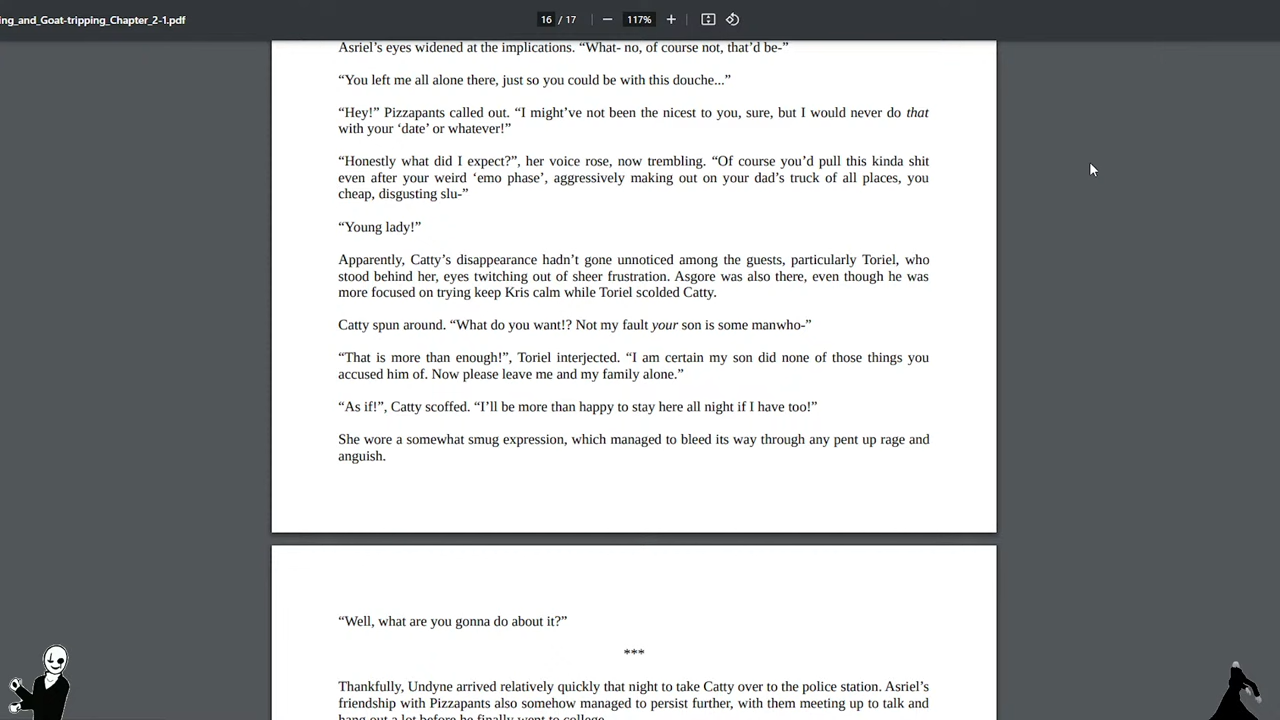 ing_and_Goat-tripping_Chapter_2-1.pdf
16 / 17
117%
Asriel’s eyes widened at the implications. “What- no, of course not, that’d be-”
“You left me all alone there, just so you could be with this douche...”
“Hey!” Pizzapants called out. “I might’ve not been the nicest to you, sure, but I would never do that
with your ‘date’ or whatever!”
“Honestly what did I expect?”, her voice rose, now trembling. “Of course you’d pull this kinda shit
even after your weird ‘emo phase’, aggressively making out on your dad’s truck of all places, you
cheap, disgusting slu-”
“Young lady!”
Apparently, Catty’s disappearance hadn’t gone unnoticed among the guests, particularly Toriel, who
stood behind her, eyes twitching out of sheer frustration. Asgore was also there, even though he was
more focused on trying keep Kris calm while Toriel scolded Catty.
Catty spun around. “What do you want!? Not my fault your son is some manwho-”
“That is more than enough!”, Toriel interjected. “I am certain my son did none of those things you
accused him of. Now please leave me and my family alone.”
“As if!”, Catty scoffed. “I’ll be more than happy to stay here all night if I have too!”
She wore a somewhat smug expression, which managed to bleed its way through any pent up rage and
anguish.
“Well, what are you gonna do about it?”
***
Thankfully, Undyne arrived relatively quickly that night to take Catty over to the police station. Asriel’s
friendship with Pizzapants also somehow managed to persist further, with them meeting up to talk and
hang out a lot before he finally went to college.